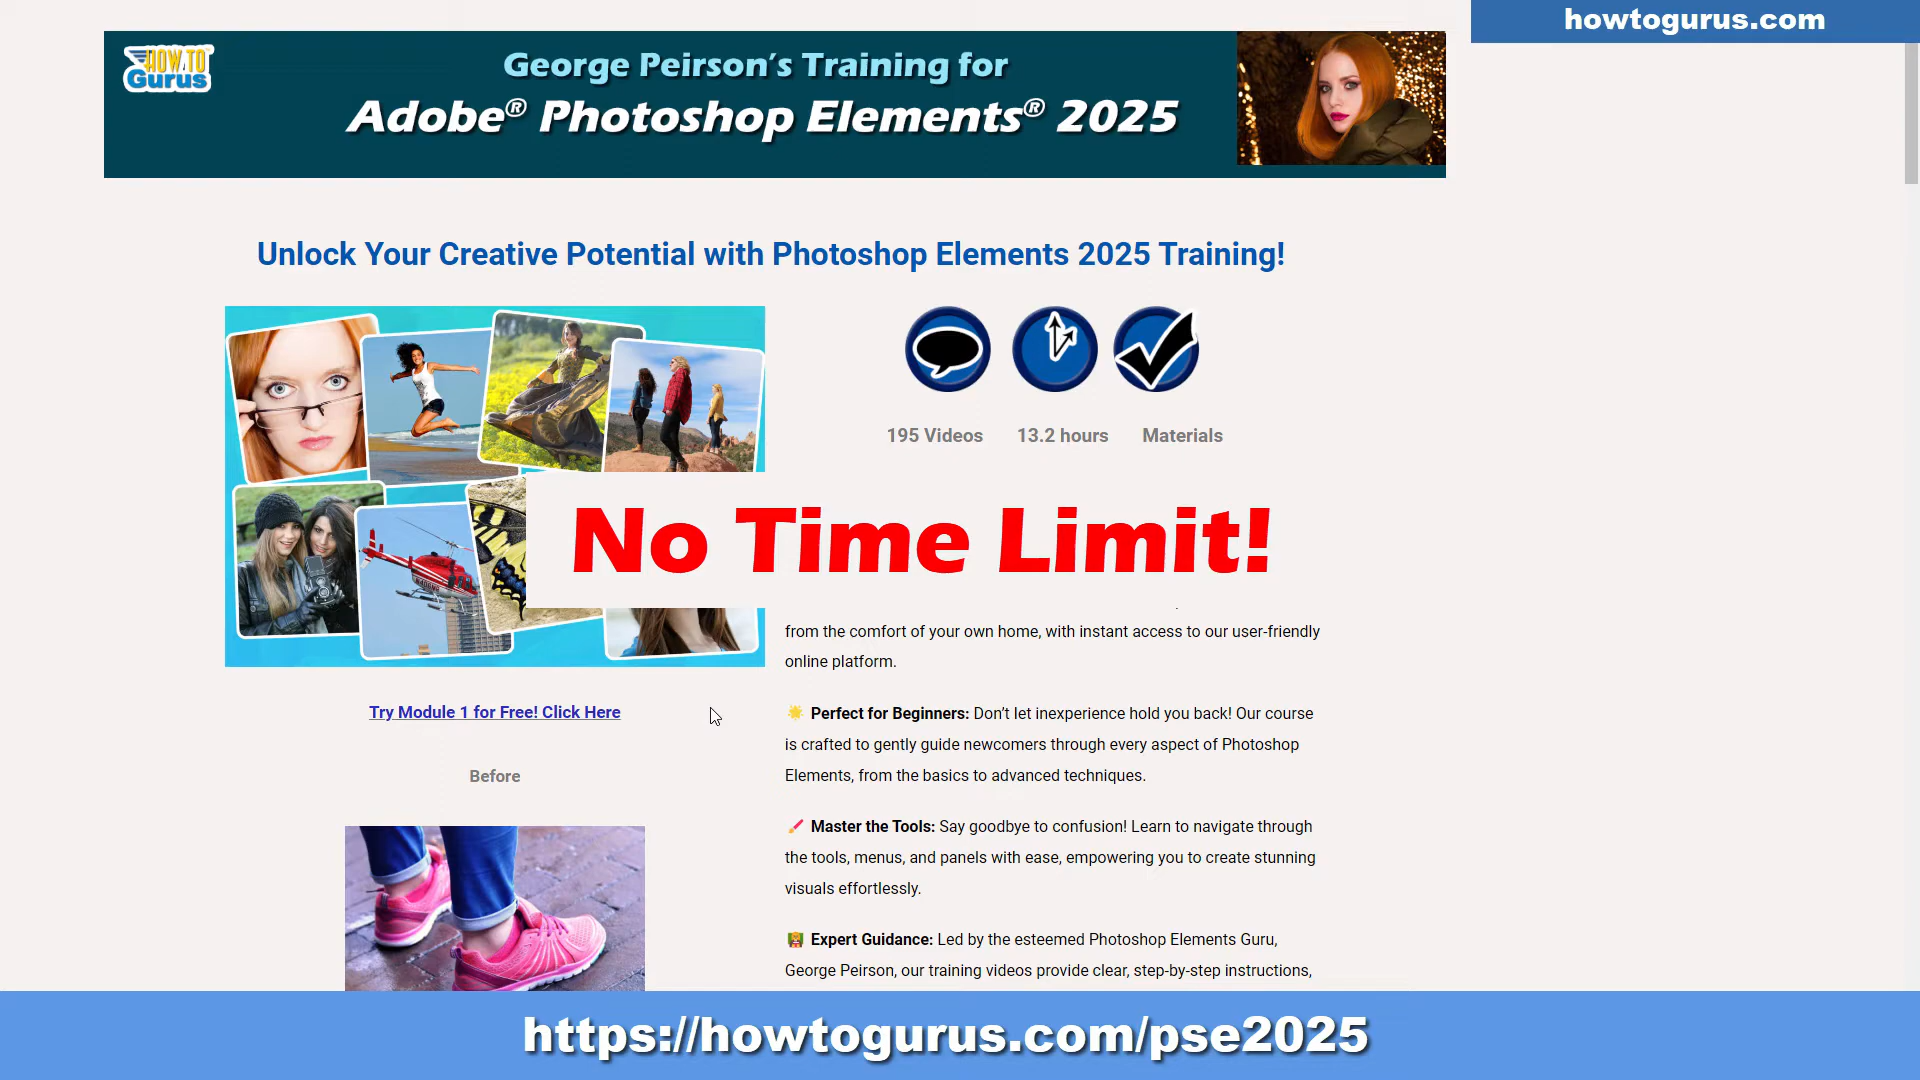 howtogurus.com
HOW TO
Gurus
George Peirson's Training for
Adobe® Photoshop Elements® 2025
Unlock Your Creative Potential with Photoshop Elements 2025 Training!
195 Videos
13.2 hours
Materials
No Time Limit!
from the comfort of your own home, with instant access to our user-friendly
online platform.
Try Module 1 for Free! Click Here
Before
🌟 Perfect for Beginners: Don't let inexperience hold you back! Our course
is crafted to gently guide newcomers through every aspect of Photoshop
Elements, from the basics to advanced techniques.
🖌️ Master the Tools: Say goodbye to confusion! Learn to navigate through
the tools, menus, and panels with ease, empowering you to create stunning
visuals effortlessly.
Expert Guidance: Led by the esteemed Photoshop Elements Guru,
George Peirson, our training videos provide clear, step-by-step instructions,
https://howtogurus.com/pse2025